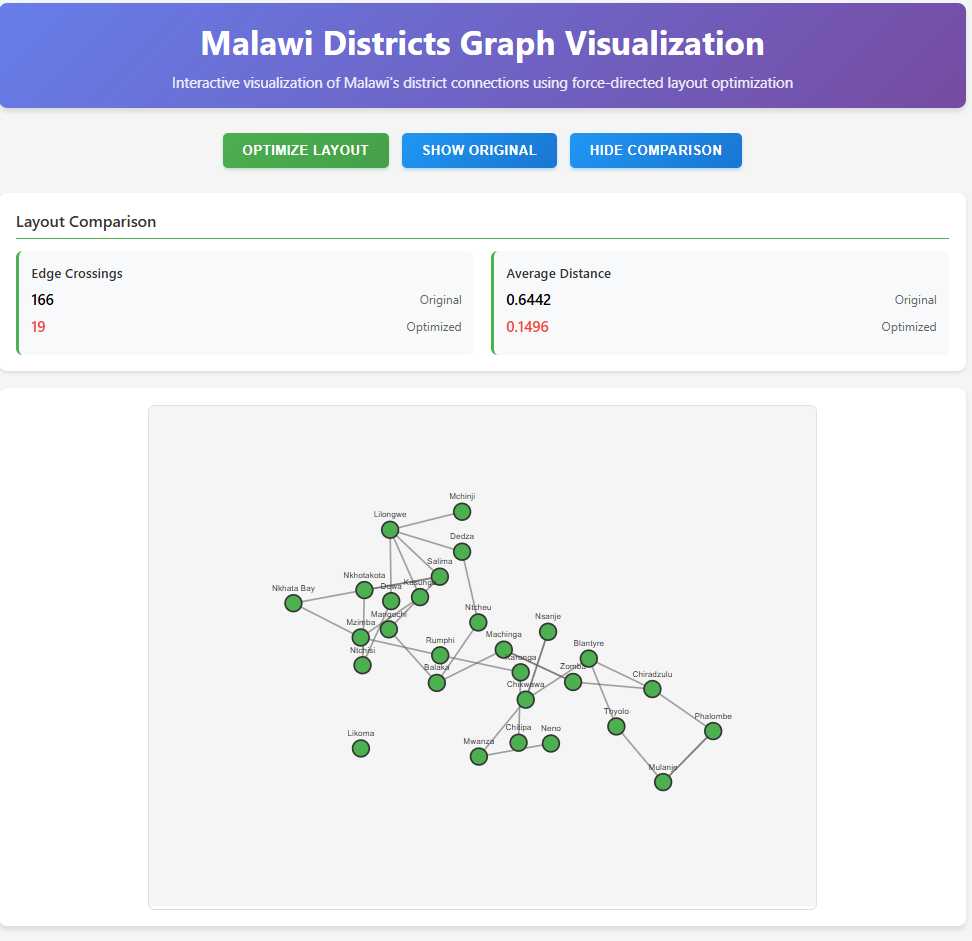 Malawi Districts Graph Visualization
Interactive visualization of Malawi's district connections using force-directed layout optimization
OPTIMIZE LAYOUT
SHOW ORIGINAL
HIDE COMPARISON
Layout Comparison
Edge Crossings
166 Original
19 Optimized
Average Distance
0.6442 Original
0.1496 Optimized
Mchinji
Lilongwe
Dedza
Salima
Nkhotakota
Dowa
Kasungu
Nkhata Bay
Ntcheu
Mangochi
Nsanje
Mzimba
Machinga
Rumphi
Blantyre
Ntchisi
Karonga
Balaka
Zomba
Chiradzulu
Chikwawa
Thyolo
Phalombe
Likoma
Chitipa
Neno
Mwanza
Mulanje